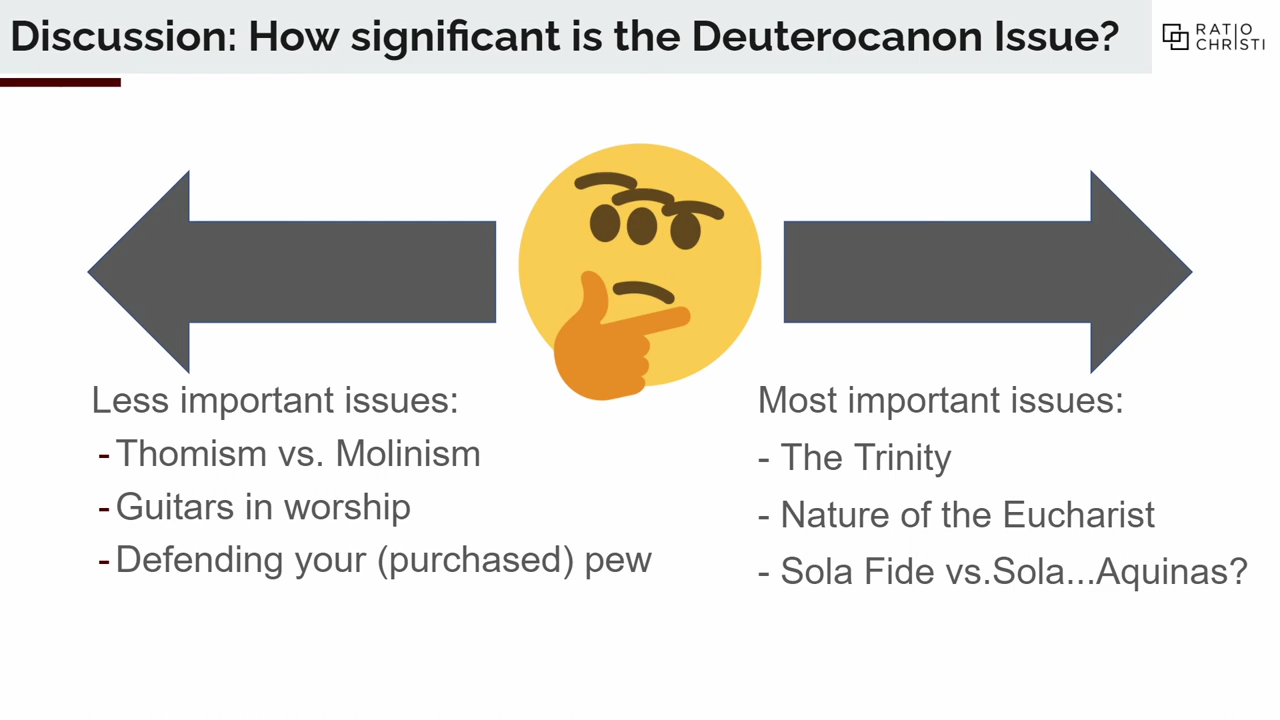 Discussion: How significant is the Deuterocanon Issue?
RATIO
CHRISTI
Less important issues:
- Thomism vs. Molinism
- Guitars in worship
- Defending your (purchased) pew
Most important issues:
- The Trinity
- Nature of the Eucharist
- Sola Fide vs.Sola...Aquinas?